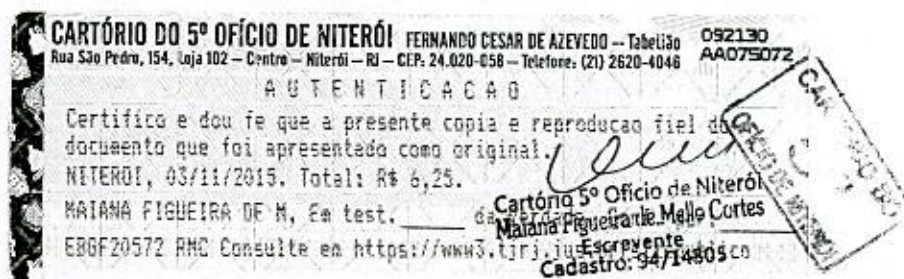 CARTÓRIO DO 5º OFÍCIO DE NITERÓI FERNANDO CESAR DE AZEVEDO -- Tabelião
Rua São Pedro, 154, Loja 102 – Centro – Niterói – RJ – CEP: 24.020-058 – Telefone: (21) 2620-4046
092130
AA075072
AUTENTICACAO
Certifico e dou fe que a presente copia e reproducao fiel do
documento que foi apresentado como original.
NITEROI, 03/11/2015. Total: R$ 6,25.
MAIANA FIGUEIRA DE M, Em test. da verdade
EBGF20572 RMC Consulte em https://www3.tjrj.jus
Cartório 5º Ofício de Niterói
Maiana Figueira de Mello Cortes
Escrevente
Cadastro: 94/14805
OFÍCIO DE NITERÓI